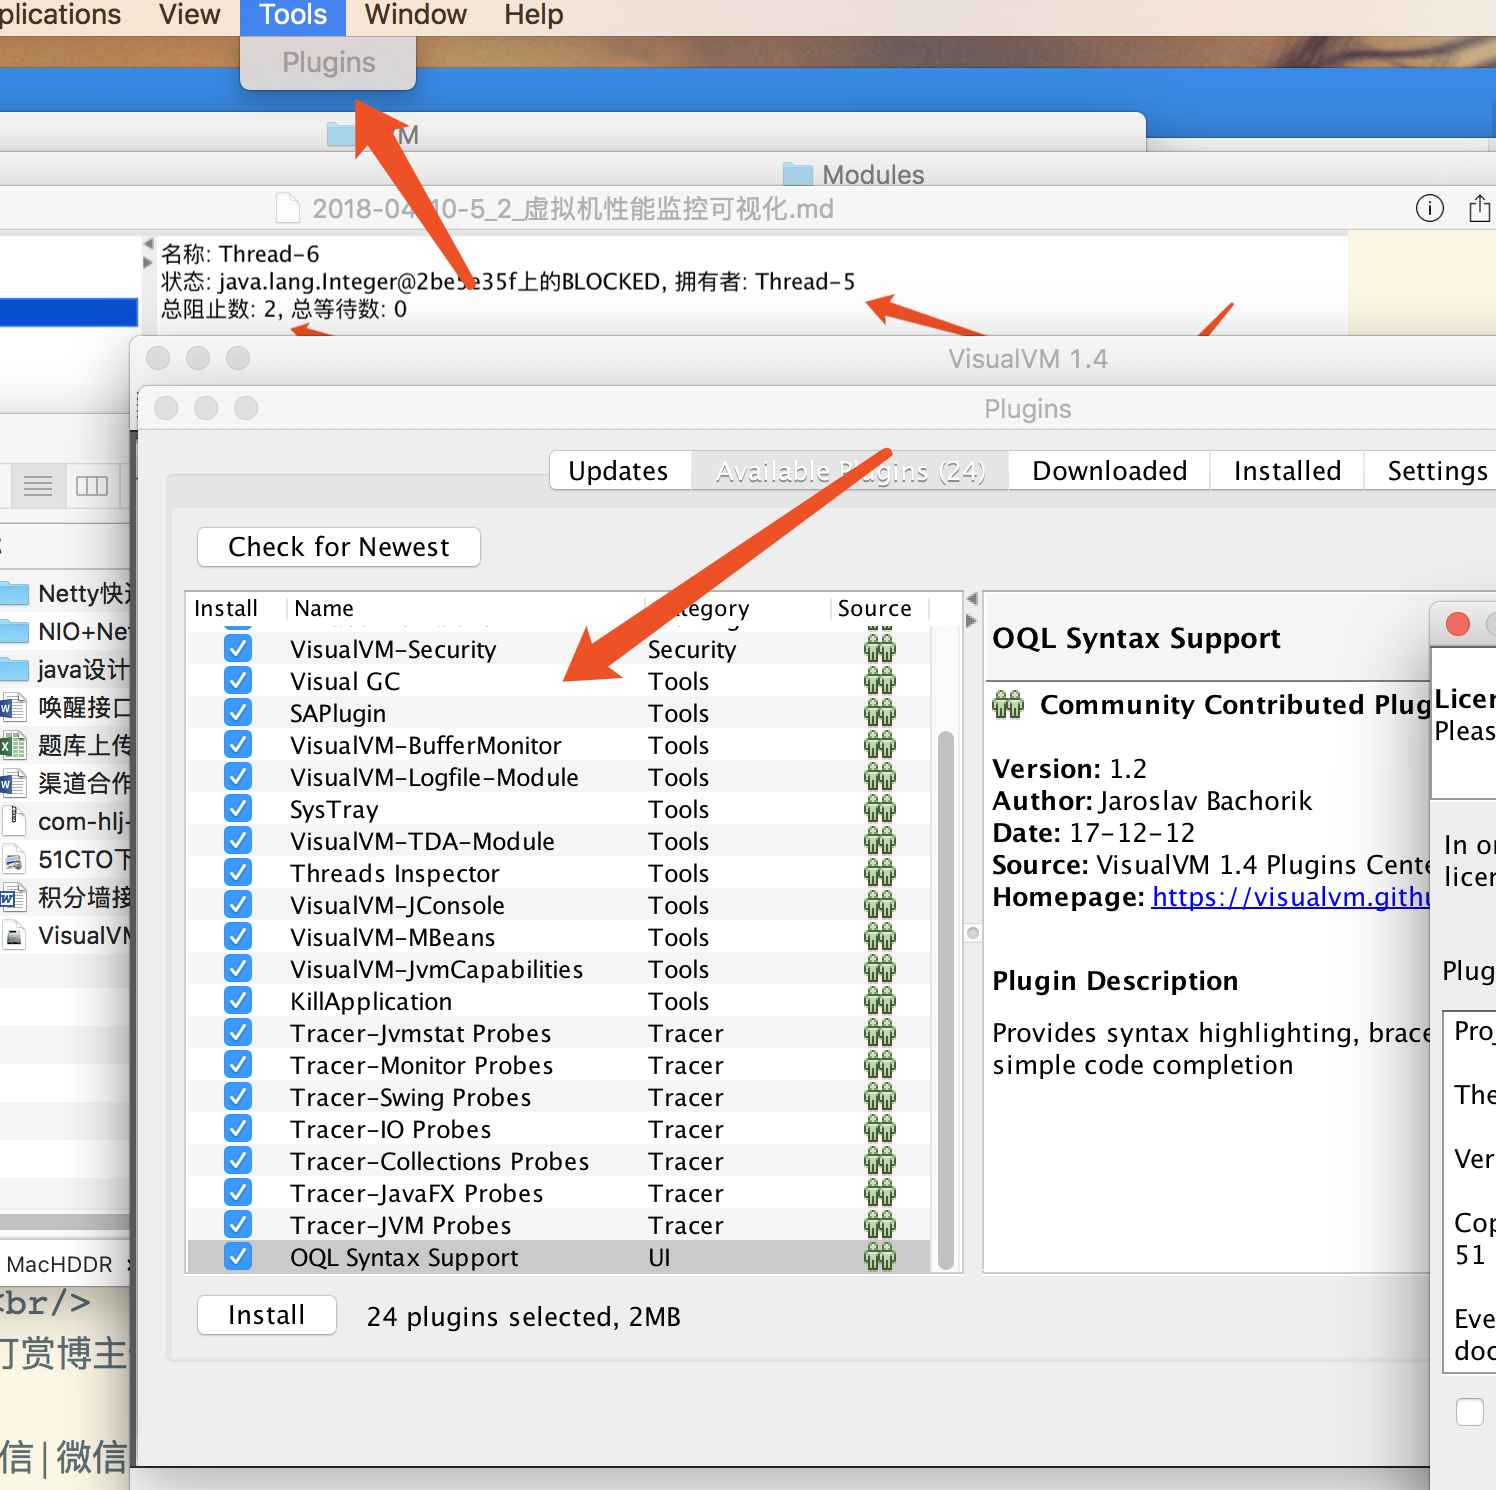 plications View Tools Window Help
Plugins
Modules
2018-04-10-5_2_虚拟机性能监控可视化.md
名称: Thread-6
状态: java.lang.Integer@2be5e35f上的BLOCKED, 拥有者: Thread-5
总阻止数: 2, 总等待数: 0
VisualVM 1.4
Plugins
Updates Available Plugins (24) Downloaded Installed Settings
Check for Newest
Install Name Category Source
VisualVM-Security Security
Visual GC Tools
SAPlugin Tools
VisualVM-BufferMonitor Tools
VisualVM-Logfile-Module Tools
SysTray Tools
VisualVM-TDA-Module Tools
Threads Inspector Tools
VisualVM-JConsole Tools
VisualVM-MBeans Tools
VisualVM-JvmCapabilities Tools
KillApplication Tools
Tracer-Jvmstat Probes Tracer
Tracer-Monitor Probes Tracer
Tracer-Swing Probes Tracer
Tracer-IO Probes Tracer
Tracer-Collections Probes Tracer
Tracer-JavaFX Probes Tracer
Tracer-JVM Probes Tracer
OQL Syntax Support UI
Install 24 plugins selected, 2MB
OQL Syntax Support
Community Contributed Plug
Version: 1.2
Author: Jaroslav Bachorik
Date: 17-12-12
Source: VisualVM 1.4 Plugins Cente
Homepage: https://visualvm.githu
Plugin Description
Provides syntax highlighting, brace
simple code completion
Licen
Pleas
In or
licen
Plug
Proj
The
Ver
Cop
51
Eve
doc
Netty快速
NIO+Net
java设计
唤醒接口
题库上传
渠道合作
com-hlj-
51CTO下
积分墙接
VisualVM
MacHDDR
<br/>
打赏博主
信|微信